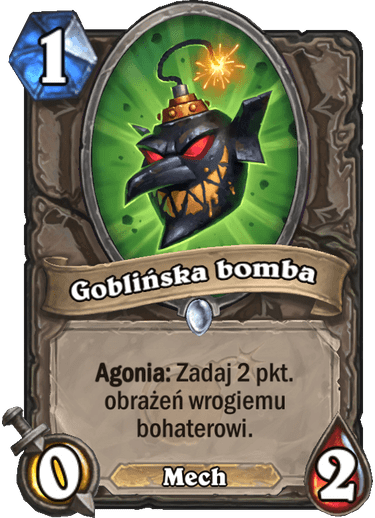 1
Goblińska bomba
Agonia: Zadaj 2 pkt.
obrażeń wrogiemu
bohaterowi.
0
Mech
2